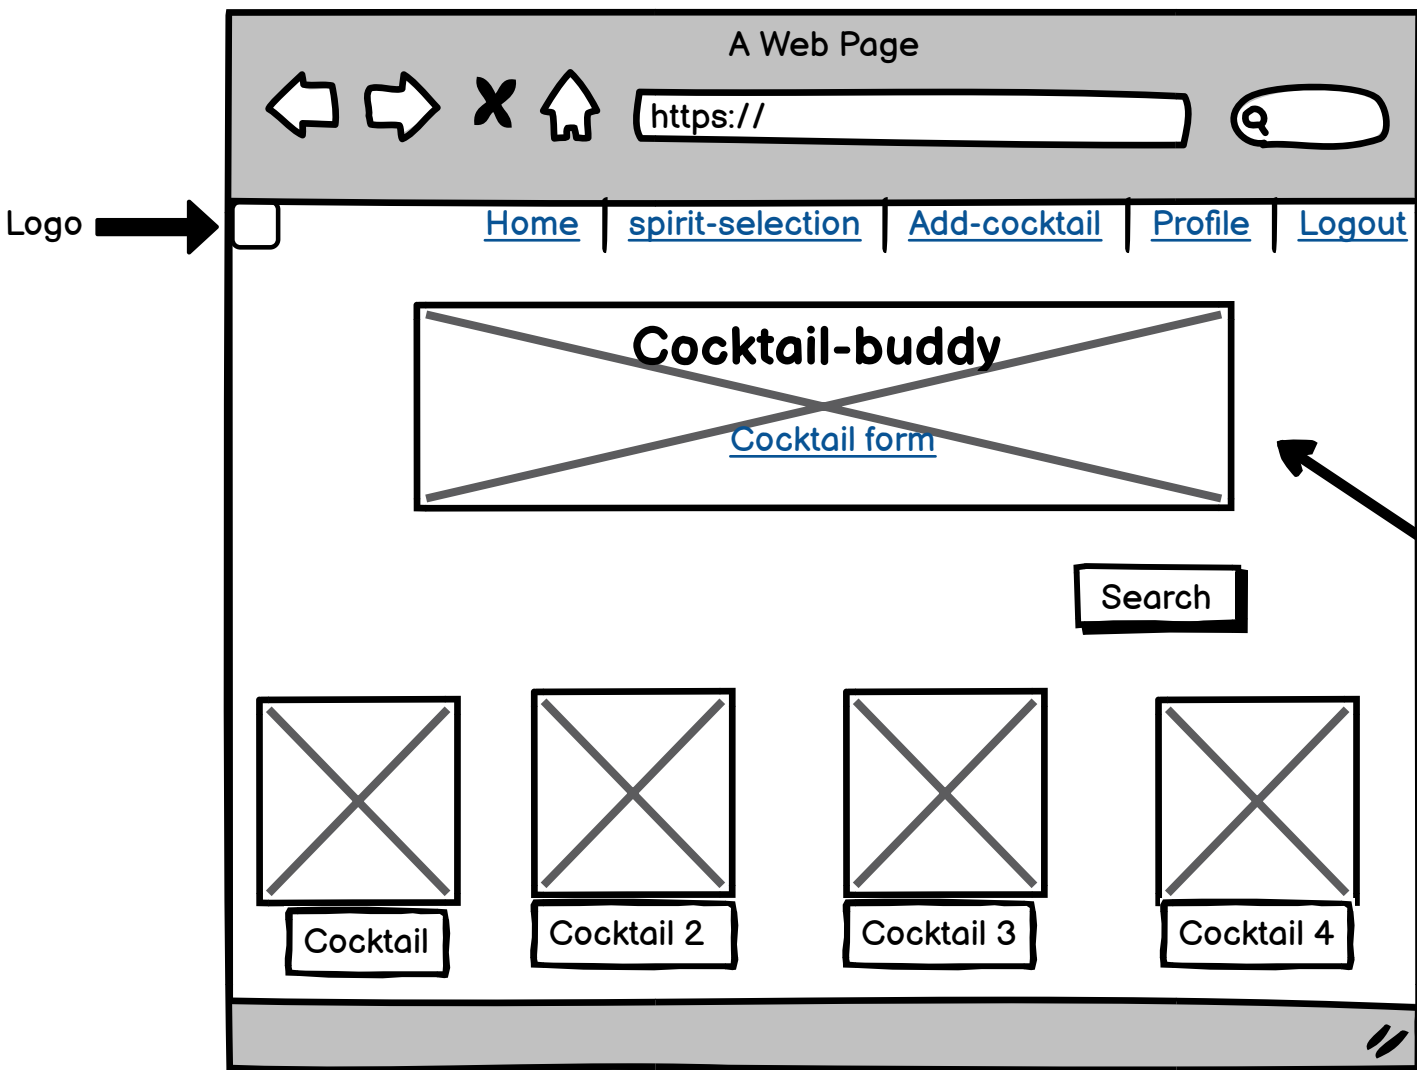 A Web Page
https://
Logo
Home spirit-selection Add-cocktail Profile Logout
Cocktail-buddy
Cocktail form
Search
Cocktail Cocktail 2 Cocktail 3 Cocktail 4